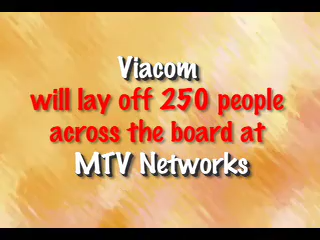 Viacom
will lay off 250 people
across the board at
MTV Networks